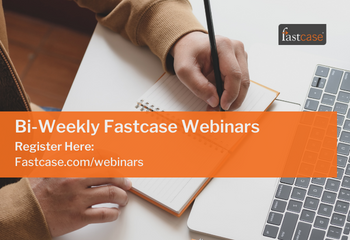 fastcase
Bi-Weekly Fastcase Webinars
Register Here:
Fastcase.com/webinars